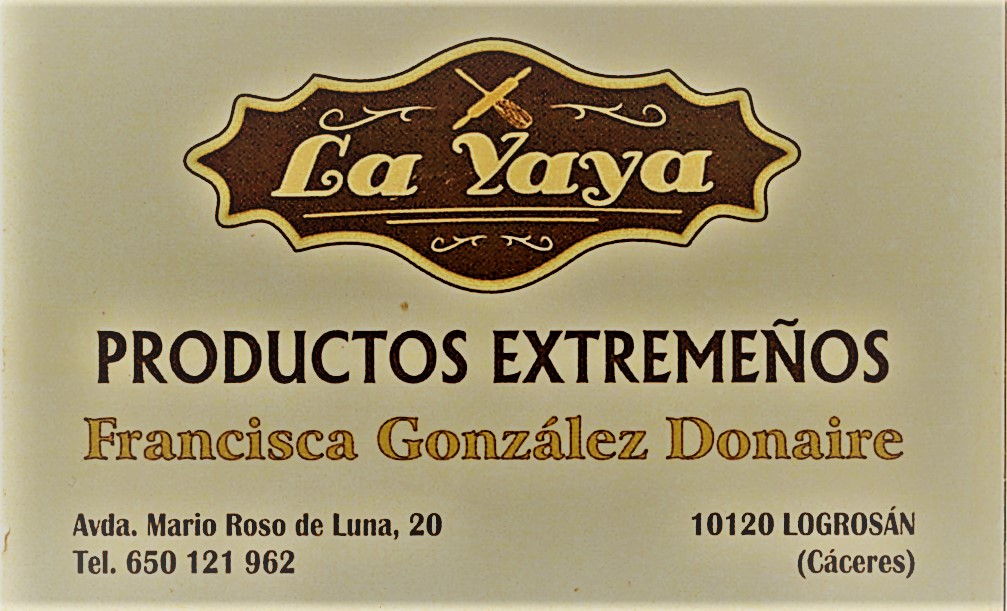 La Yaya
PRODUCTOS EXTREMEÑOS
Francisca González Donaire
Avda. Mario Roso de Luna, 20
Tel. 650 121 962
10120 LOGROSÁN
(Cáceres)